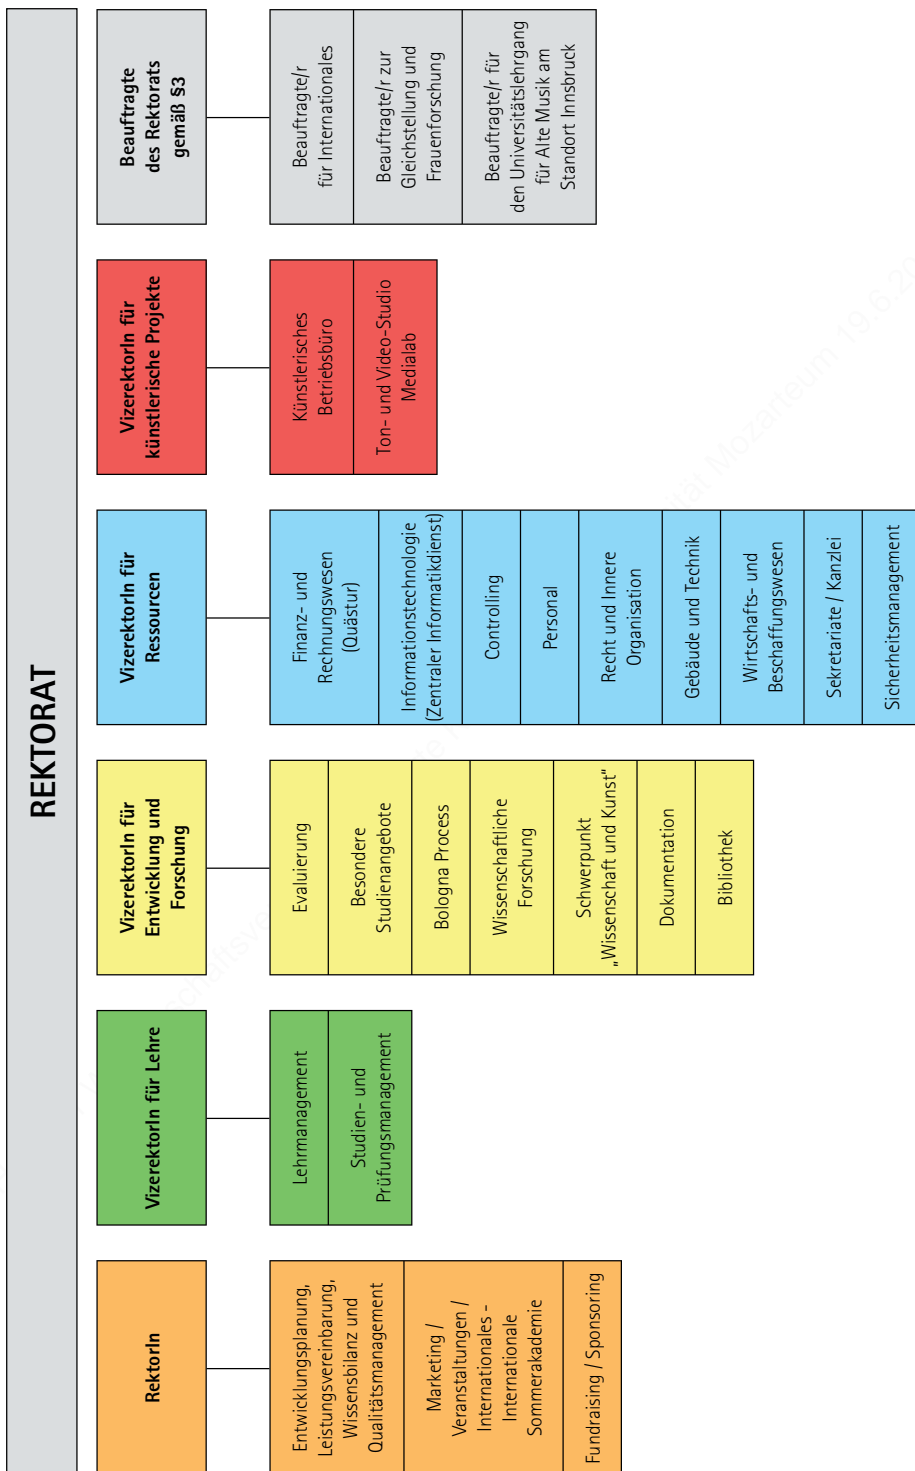 REKTORAT
RektorIn
Entwicklungsplanung,
Leistungsvereinbarung,
Wissensbilanz und
Qualitätsmanagement
Marketing /
Veranstaltungen /
Internationales -
Internationale
Sommerakademie
Fundraising / Sponsoring
VizerektorIn für Lehre
Lehrmanagement
Studien- und
Prüfungsmanagement
VizerektorIn für
Entwicklung und
Forschung
Evaluierung
Besondere
Studienangebote
Bologna Process
Wissenschaftliche
Forschung
Schwerpunkt
„Wissenschaft und Kunst“
Dokumentation
Bibliothek
VizerektorIn für
Ressourcen
Finanz- und
Rechnungswesen
(Quästur)
Informationstechnologie
(Zentraler Informatikdienst)
Controlling
Personal
Recht und Innere
Organisation
Gebäude und Technik
Wirtschafts- und
Beschaffungswesen
Sekretariate / Kanzlei
Sicherheitsmanagement
VizerektorIn für
künstlerische Projekte
Künstlerisches
Betriebsbüro
Ton- und Video-Studio
Medialab
Beauftragte
des Rektorats
gemäß §3
Beauftragte/r
für Internationales
Beauftragte/r zur
Gleichstellung und
Frauenforschung
Beauftragte/r für
den Universitätslehrgang
für Alte Musik am
Standort Innsbruck
Mozarteum 19.6.20